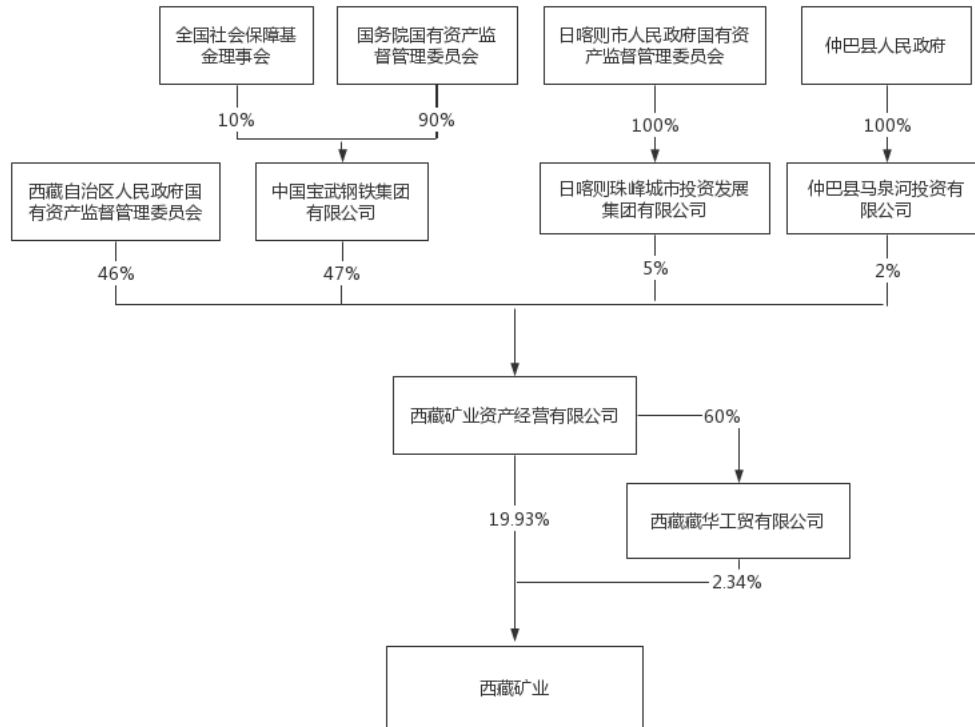 全国社会保障基
金理事会
国务院国有资产监
督管理委员会
日喀则市人民政府国有资
产监督管理委员会
仲巴县人民政府
10%
90%
100%
100%
西藏自治区人民政府国
有资产监督管理委员会
中国宝武钢铁集团
有限公司
日喀则珠峰城市投资发展
集团有限公司
仲巴县马泉河投资有
限公司
46%
47%
5%
2%
西藏矿业资产经营有限公司
60%
19.93%
西藏藏华工贸有限公司
2.34%
西藏矿业